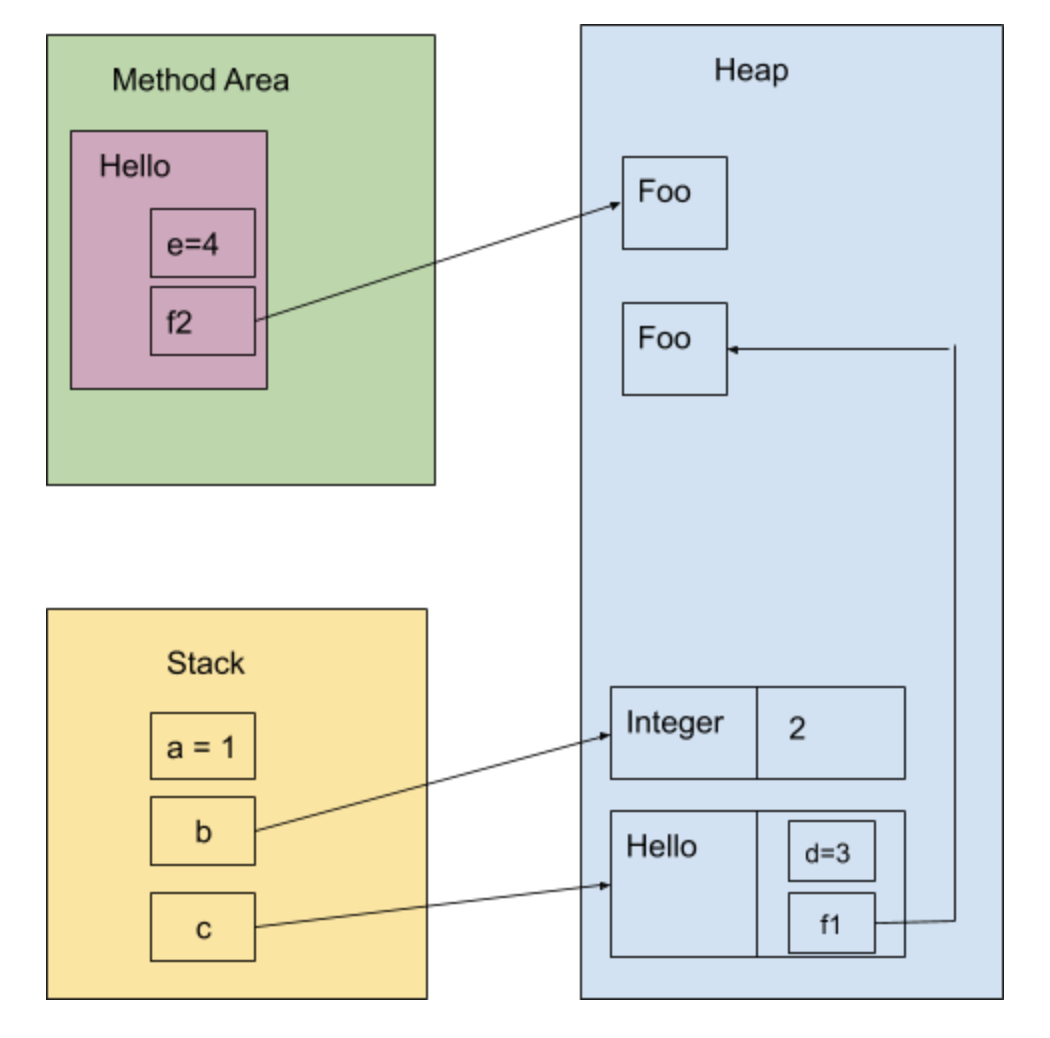 Method Area
Hello
e=4
f2
Heap
Foo
Foo
Stack
a = 1
b
c
Integer
2
Hello
d=3
f1